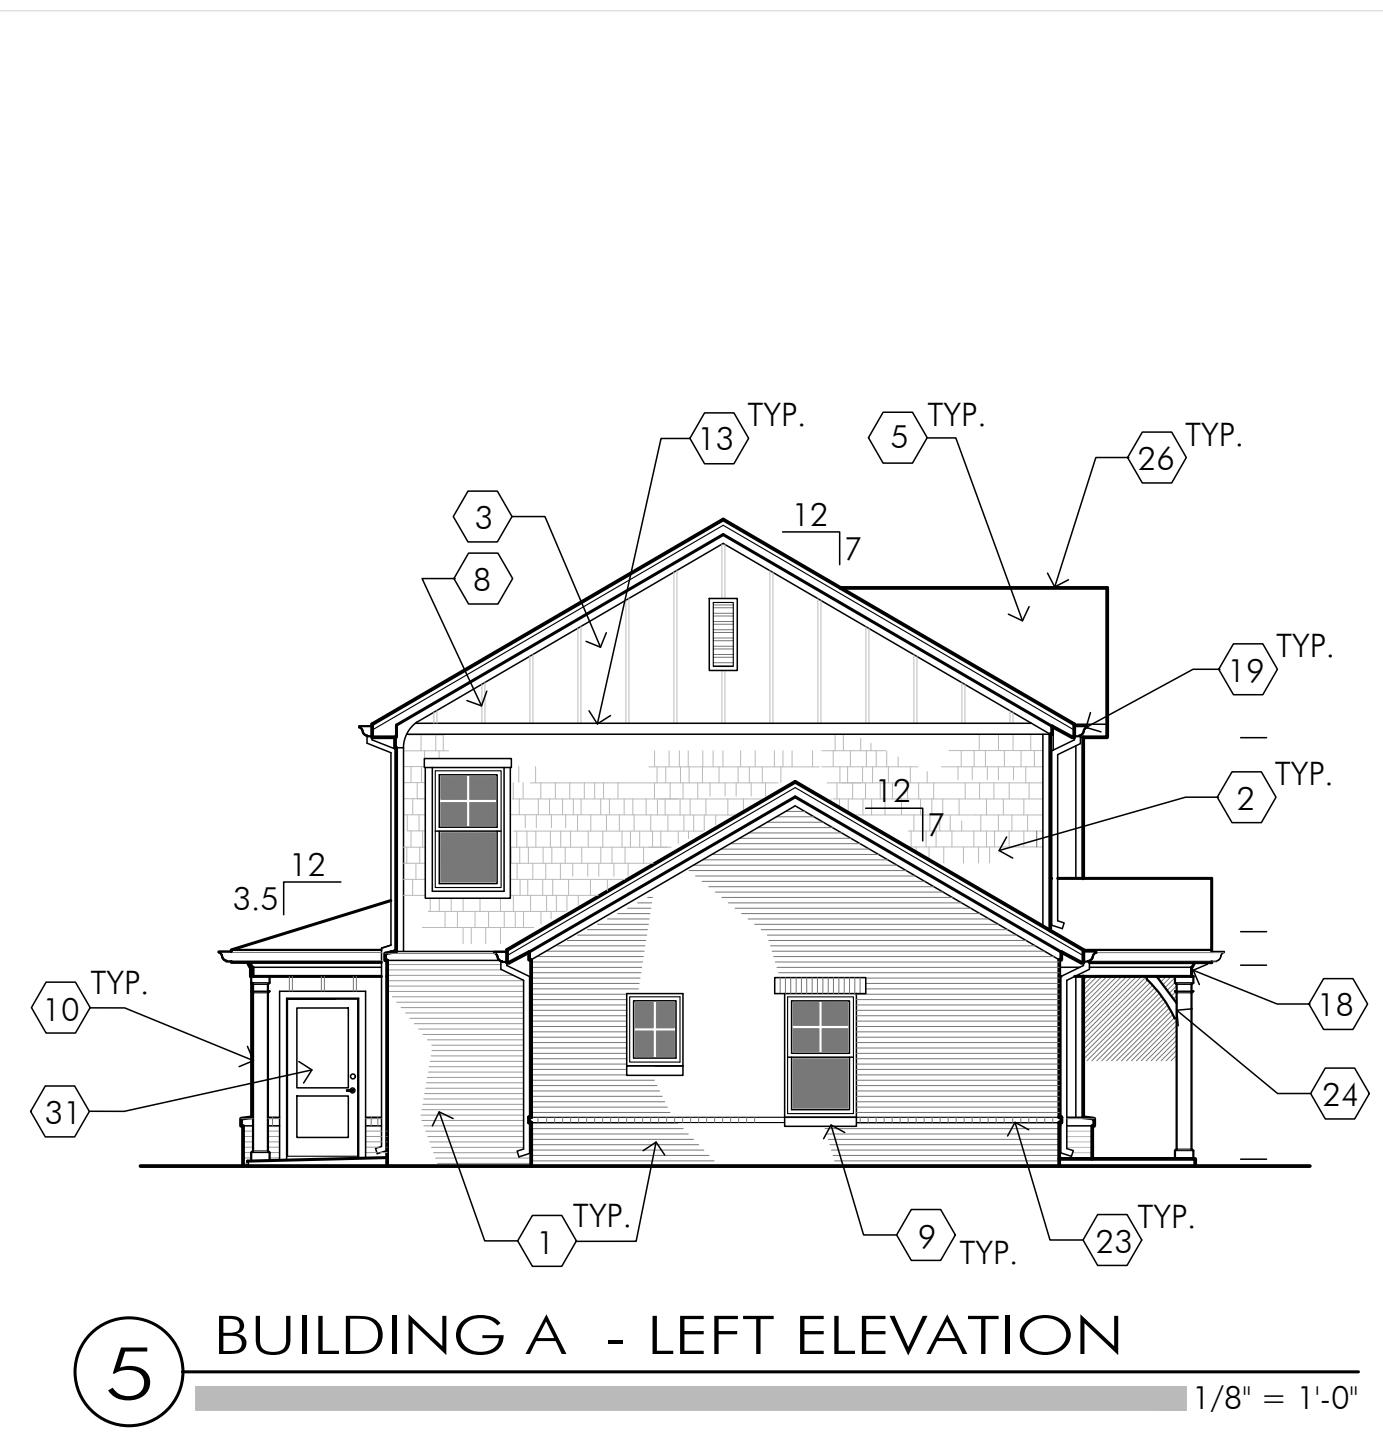 13 TYP.
5 TYP.
26 TYP.
3
12
7
8
19 TYP.
2 TYP.
12
7
12
3.5
10 TYP.
18
31
24
1 TYP.
9 TYP.
23 TYP.
5
BUILDING A - LEFT ELEVATION
1/8" = 1'-0"